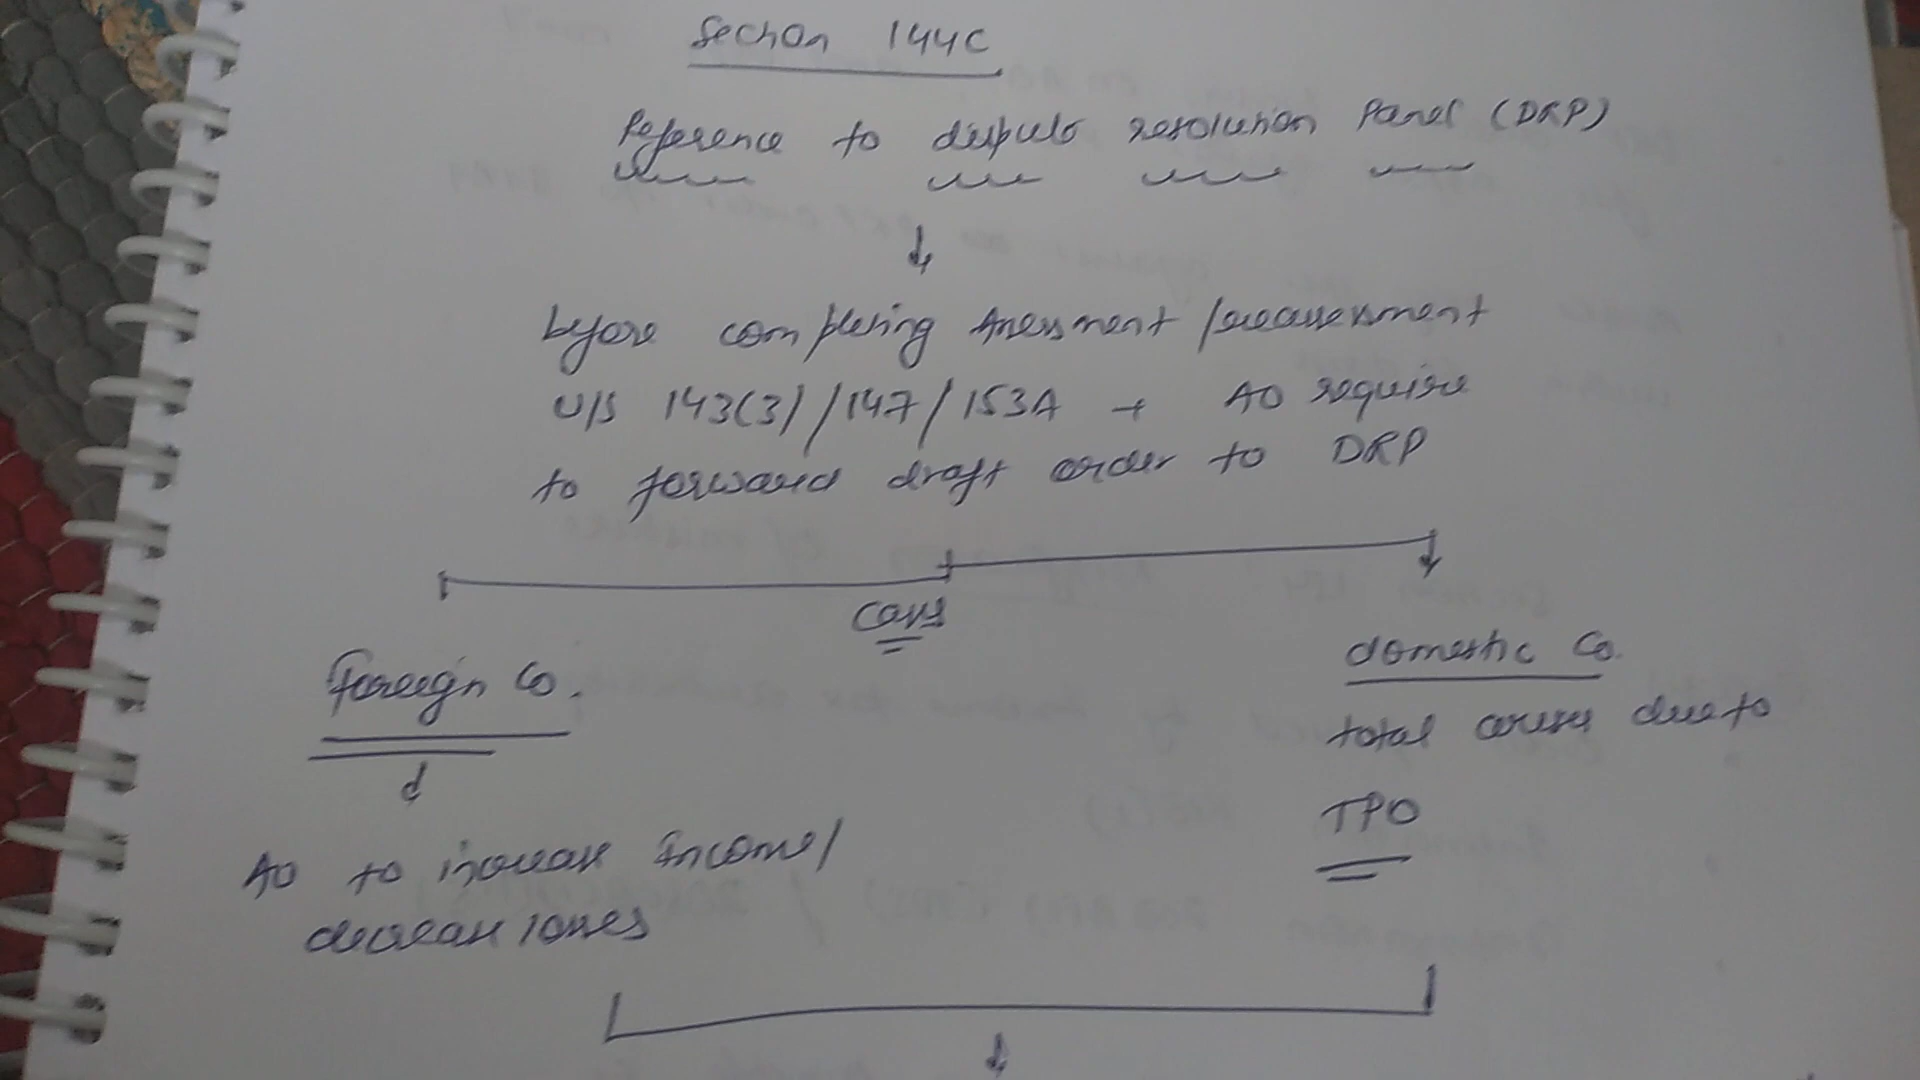 Section 144C
Reference to dispute resolution Panel (DRP)
before completing Assessment / reassessment
U/S 143(3) / 147 / 153A + AO require
to forward draft order to DRP
Foreign Co.
domestic Co.
total due to
TPO
AO to increase Income /
decrease losses